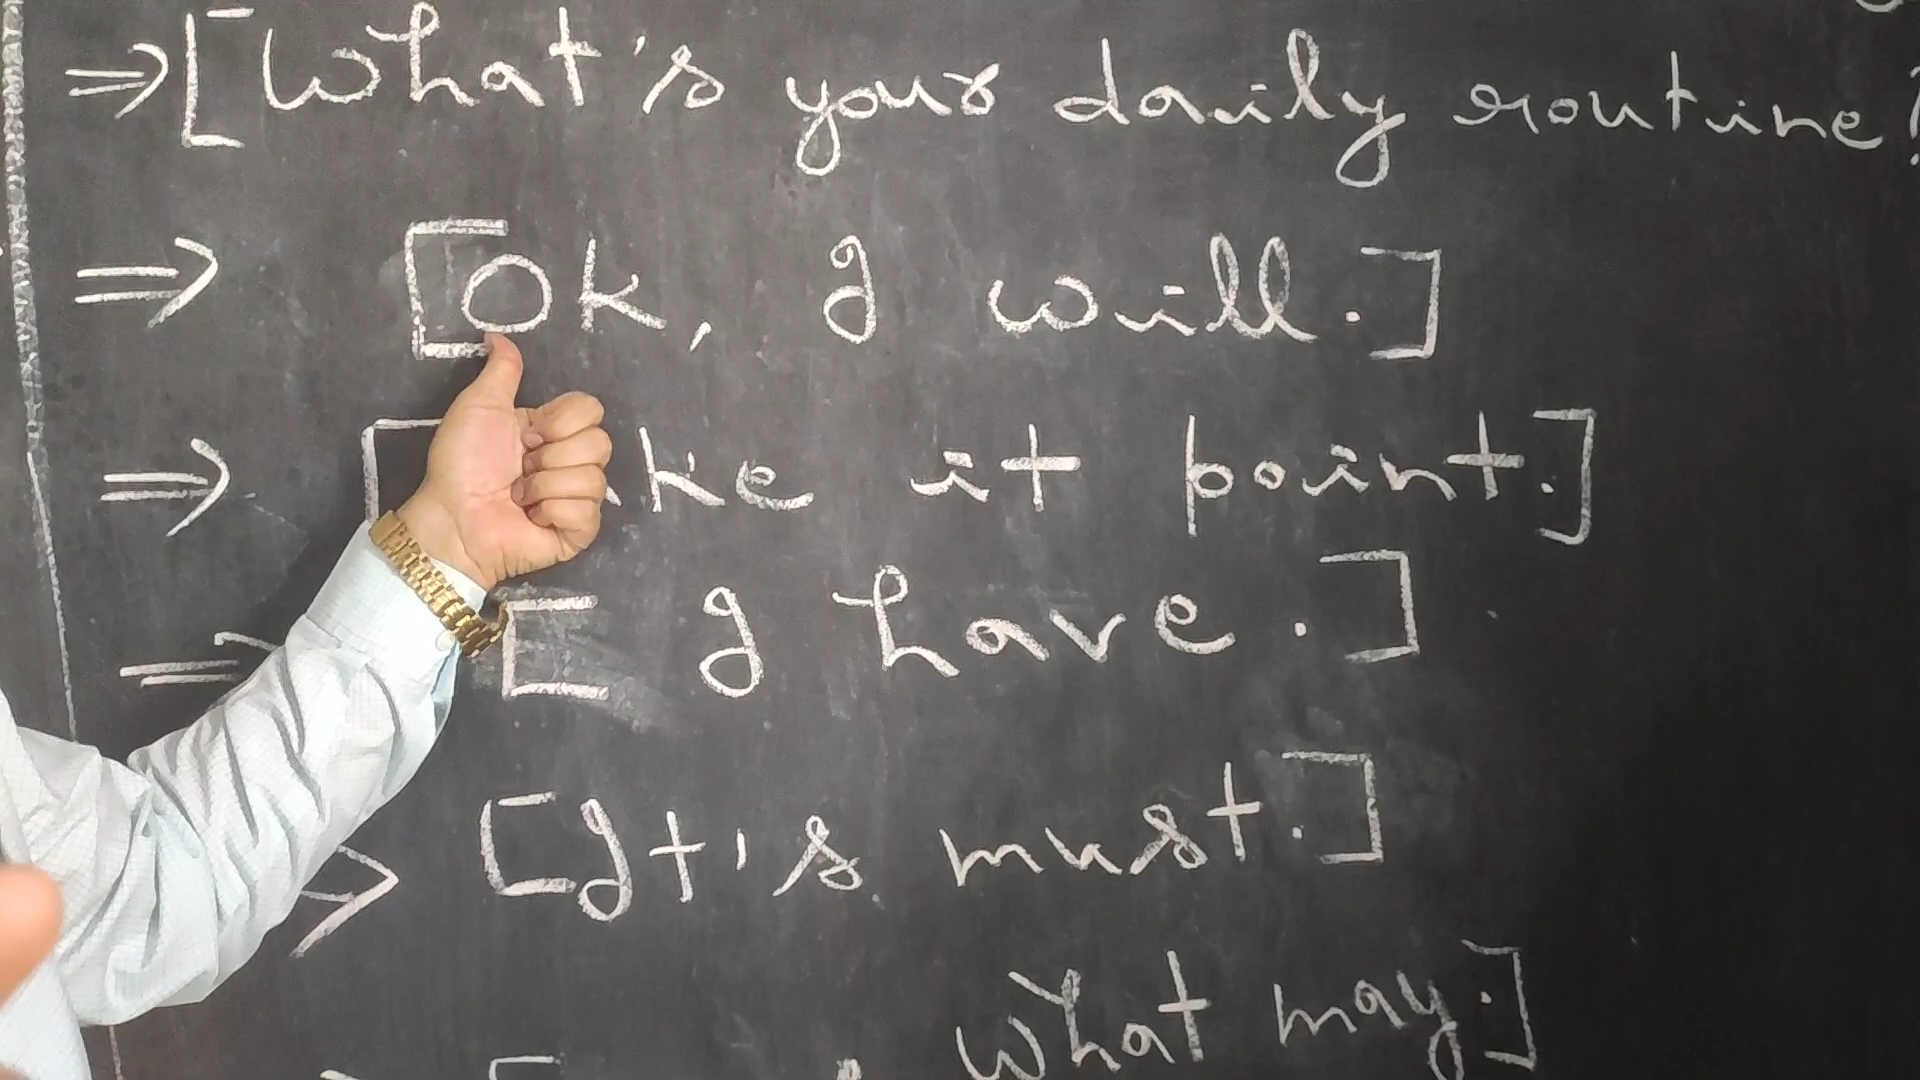 ⇒ [What's your daily routine?
⇒ [Ok, I will.]
⇒ [ke it point.]
⇒ [I have.]
[It's must.]
what may.]